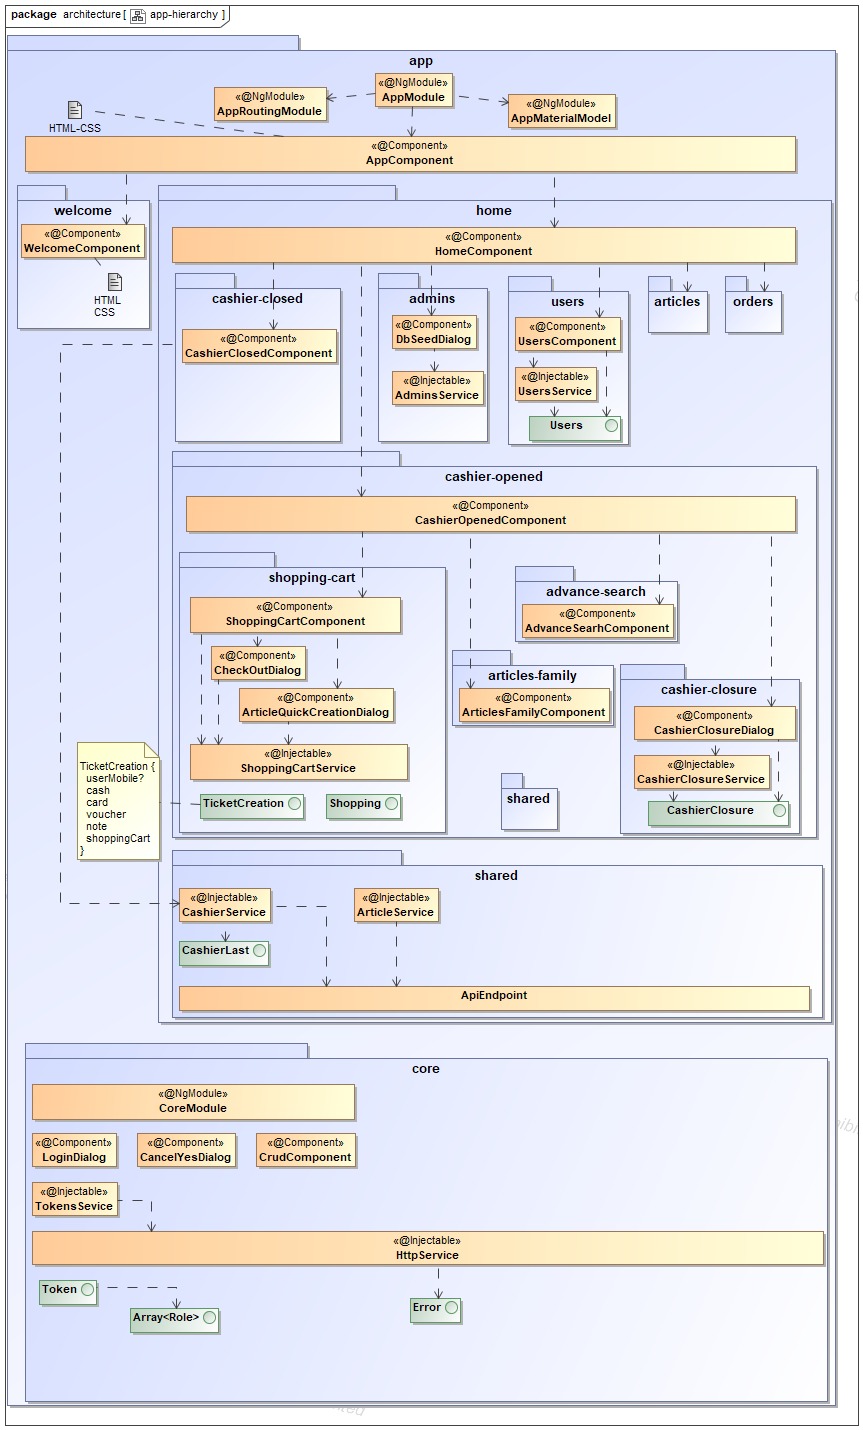 package architecture [ app-hierarchy ]
app
«@NgModule»
AppModule
«@NgModule»
AppRoutingModule
«@NgModule»
AppMaterialModel
HTML-CSS
«@Component»
AppComponent
welcome
«@Component»
WelcomeComponent
HTML
CSS
home
«@Component»
HomeComponent
cashier-closed
«@Component»
CashierClosedComponent
admins
«@Component»
DbSeedDialog
«@Injectable»
AdminsService
users
«@Component»
UsersComponent
«@Injectable»
UsersService
Users
articles
orders
cashier-opened
«@Component»
CashierOpenedComponent
shopping-cart
«@Component»
ShoppingCartComponent
«@Component»
CheckOutDialog
«@Component»
ArticleQuickCreationDialog
«@Injectable»
ShoppingCartService
TicketCreation
Shopping
advance-search
«@Component»
AdvanceSearhComponent
articles-family
«@Component»
ArticlesFamilyComponent
cashier-closure
«@Component»
CashierClosureDialog
«@Injectable»
CashierClosureService
CashierClosure
shared
TicketCreation {
userMobile?
cash
card
voucher
note
shoppingCart
}
shared
«@Injectable»
CashierService
«@Injectable»
ArticleService
CashierLast
ApiEndpoint
core
«@NgModule»
CoreModule
«@Component»
LoginDialog
«@Component»
CancelYesDialog
«@Component»
CrudComponent
«@Injectable»
TokensSevice
«@Injectable»
HttpService
Token
Array<Role>
Error